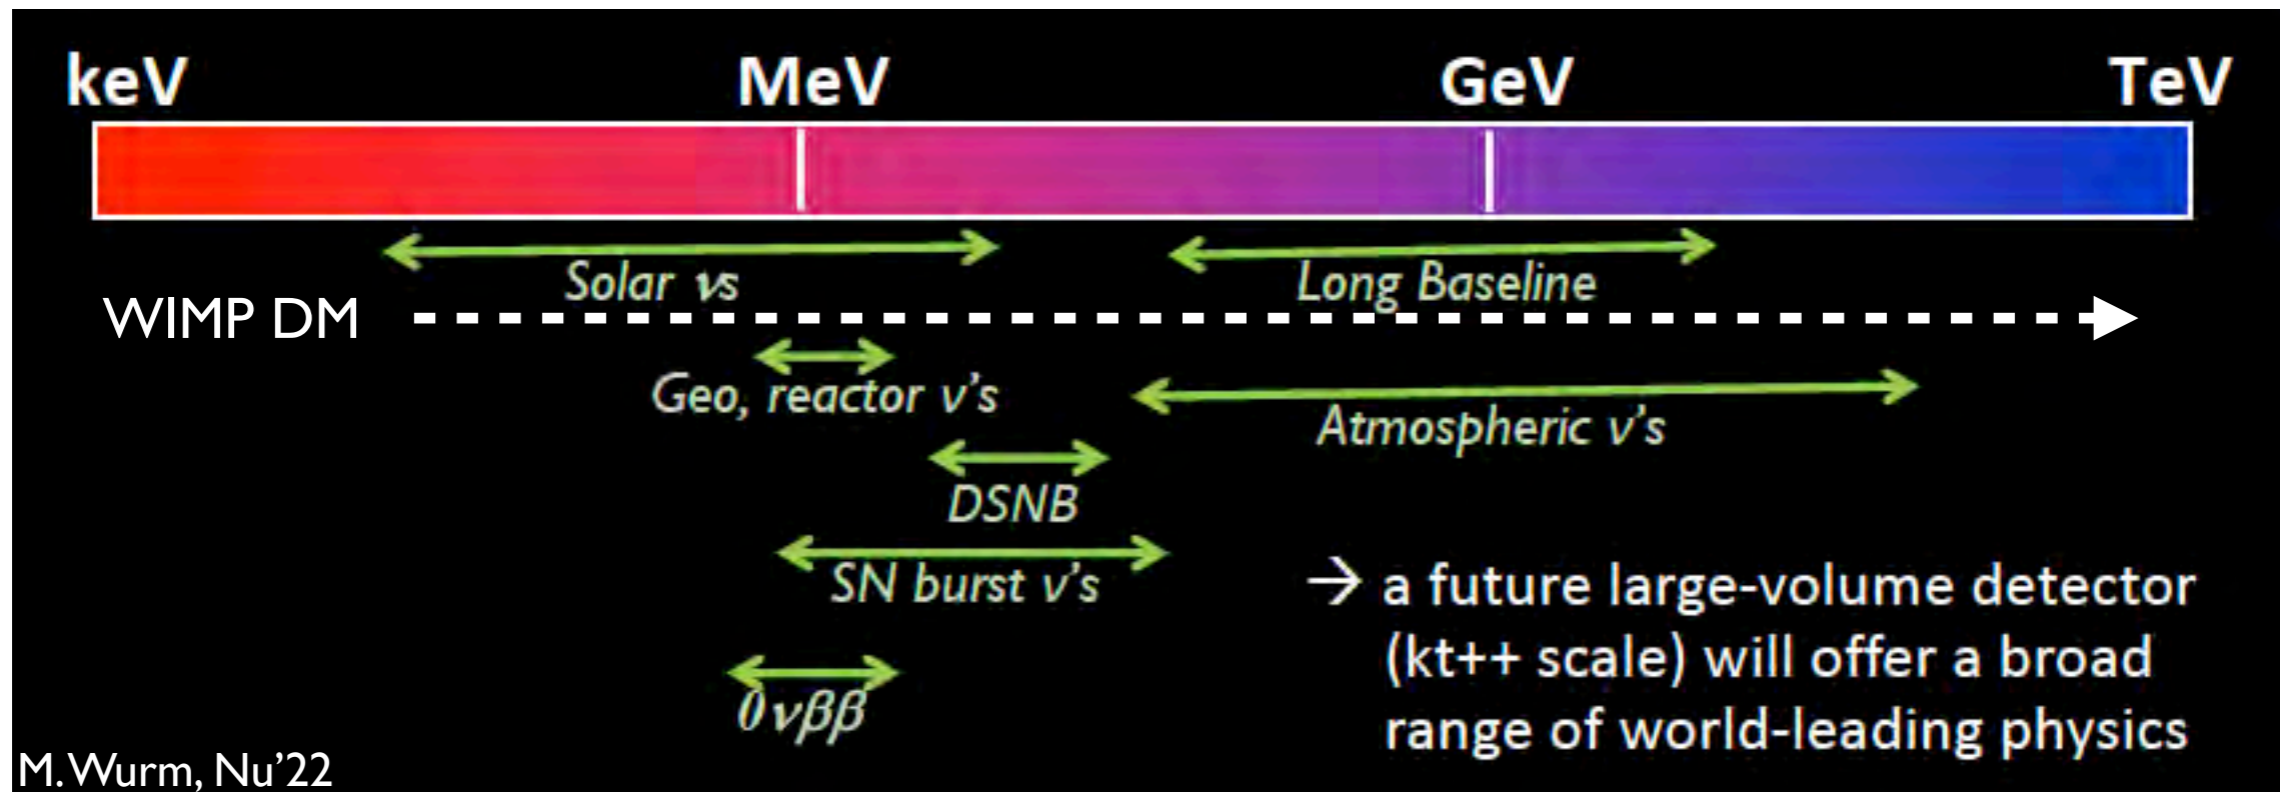 keV MeV GeV TeV
Solar νs
Long Baseline
WIMP DM
Geo, reactor ν's
Atmospheric ν's
DSNB
SN burst ν's
→ a future large-volume detector
(kt++ scale) will offer a broad
range of world-leading physics
0νββ
M. Wurm, Nu'22